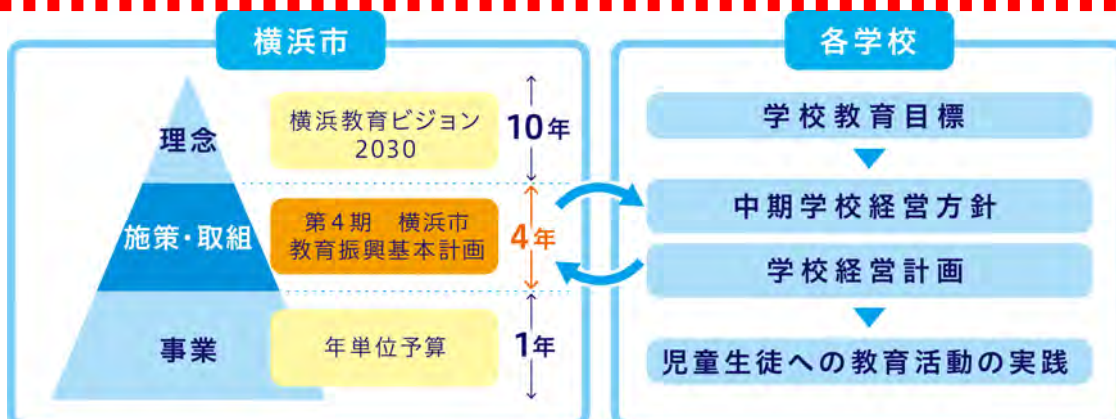 横浜市
理念
横浜教育ビジョン
2030
10年
施策・取組
第4期 横浜市
教育振興基本計画
4年
事業
年単位予算
1年
各学校
学校教育目標
中期学校経営方針
学校経営計画
児童生徒への教育活動の実践